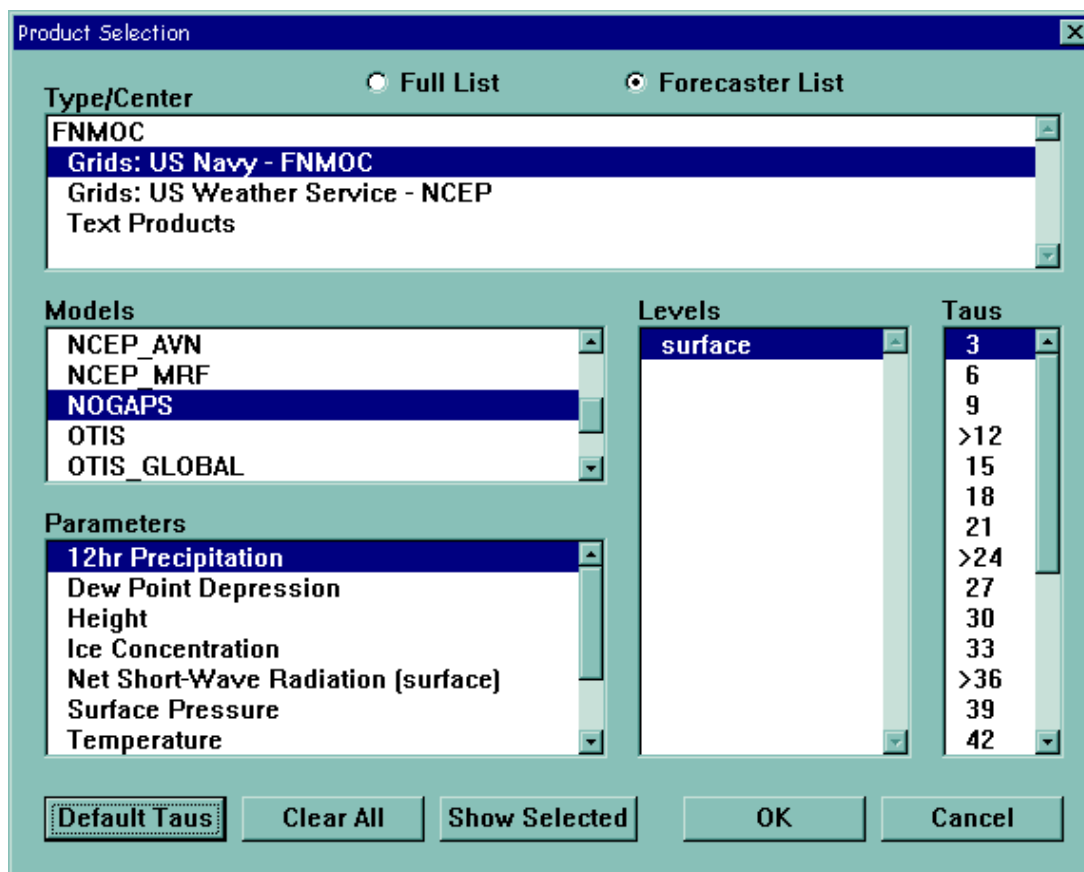 Product Selection
Full List
Forecaster List
Type/Center
FNMOC
Grids: US Navy - FNMOC
Grids: US Weather Service - NCEP
Text Products
Models
NCEP_AVN
NCEP_MRF
NOGAPS
OTIS
OTIS_GLOBAL
Parameters
12hr Precipitation
Dew Point Depression
Height
Ice Concentration
Net Short-Wave Radiation (surface)
Surface Pressure
Temperature
Levels
surface
Taus
3
6
9
>12
15
18
21
>24
27
30
33
>36
39
42
Default Taus
Clear All
Show Selected
OK
Cancel